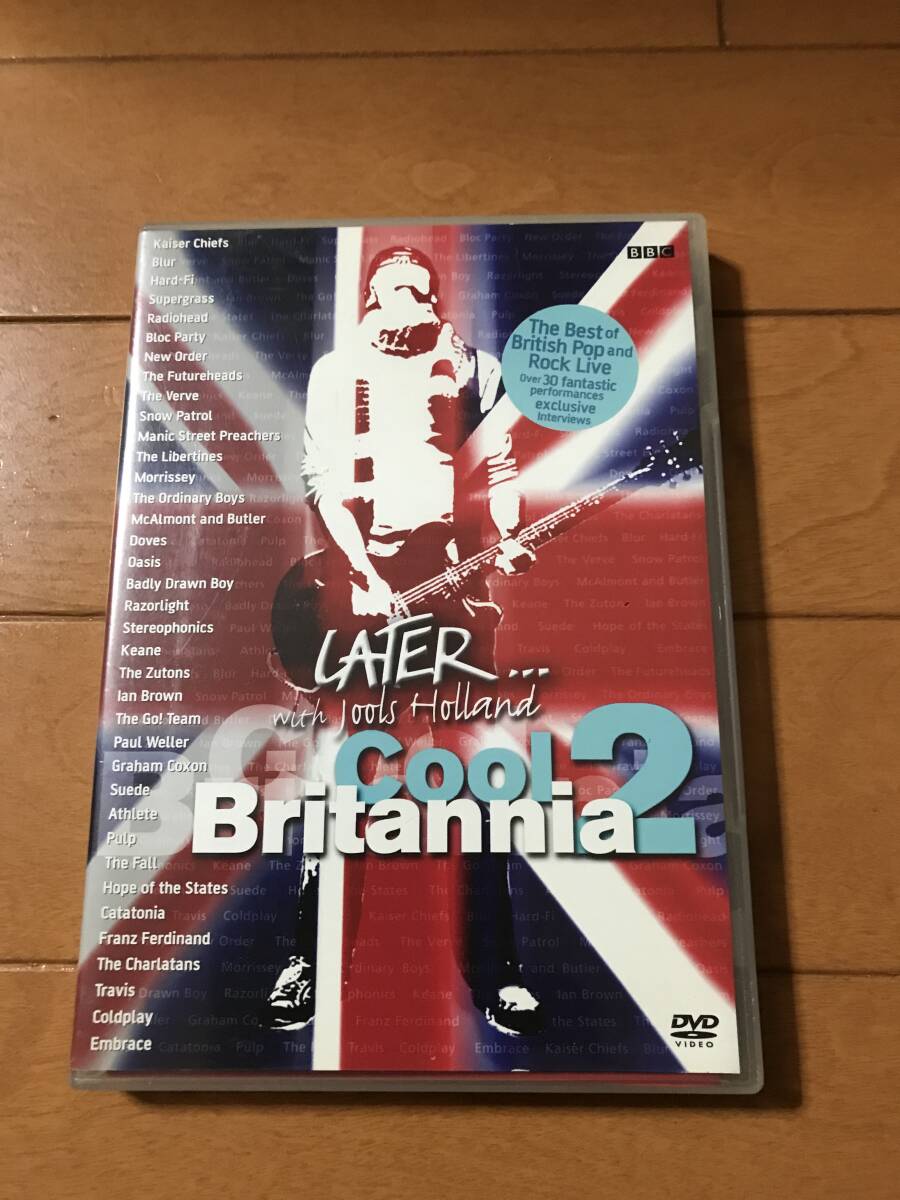 Kaiser Chiefs
Blur
Hard-Fi
Supergrass
Radiohead
Bloc Party
New Order
The Futureheads
The Verve
Snow Patrol
Manic Street Preachers
The Libertines
Morrissey
The Ordinary Boys
McAlmont and Butler
Doves
Oasis
Badly Drawn Boy
Razorlight
Stereophonics
Keane
The Zutons
Ian Brown
The Go! Team
Paul Weller
Graham Coxon
Suede
Athlete
Pulp
The Fall
Hope of the States
Catatonia
Franz Ferdinand
The Charlatans
Travis
Coldplay
Embrace
BBC
The Best of
British Pop and
Rock Live
Over 30 fantastic
performances
exclusive
Interviews
LATER...
with Jools Holland
Cool
Britannia 2
DVD
VIDEO